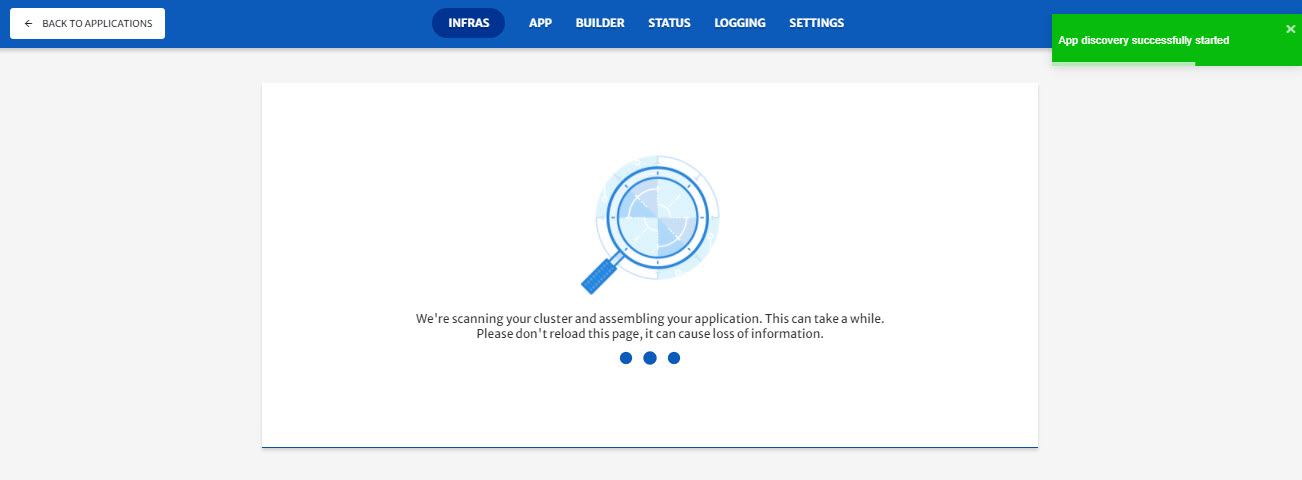 ← BACK TO APPLICATIONS
INFRAS APP BUILDER STATUS LOGGING SETTINGS
App discovery successfully started
We're scanning your cluster and assembling your application. This can take a while.
Please don't reload this page, it can cause loss of information.